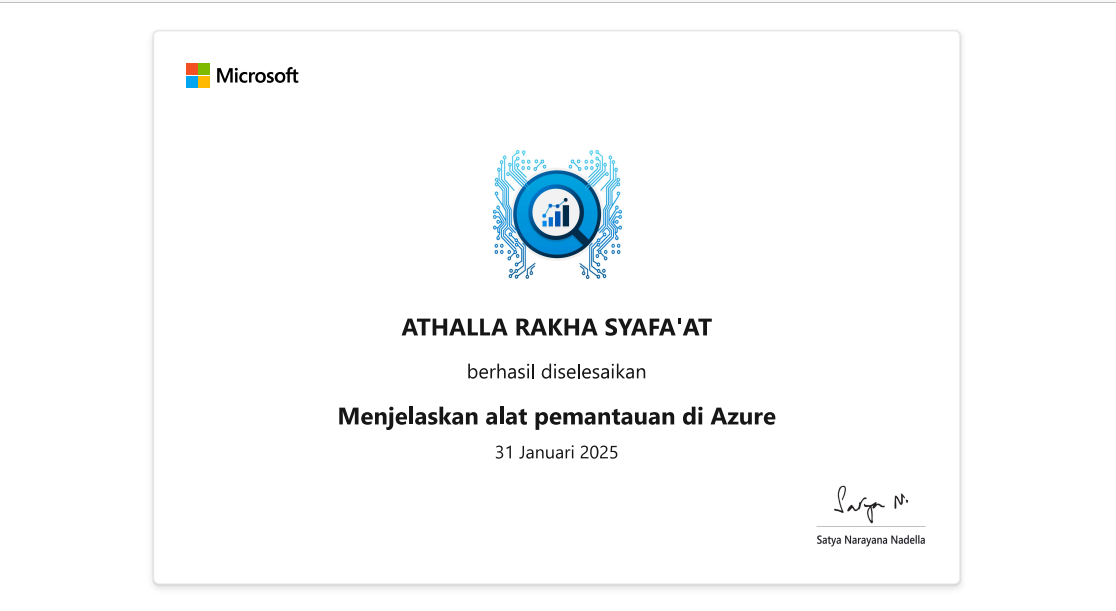 Microsoft
ATHALLA RAKHA SYAFA'AT
berhasil diselesaikan
Menjelaskan alat pemantauan di Azure
31 Januari 2025
Satya N.
Satya Narayana Nadella